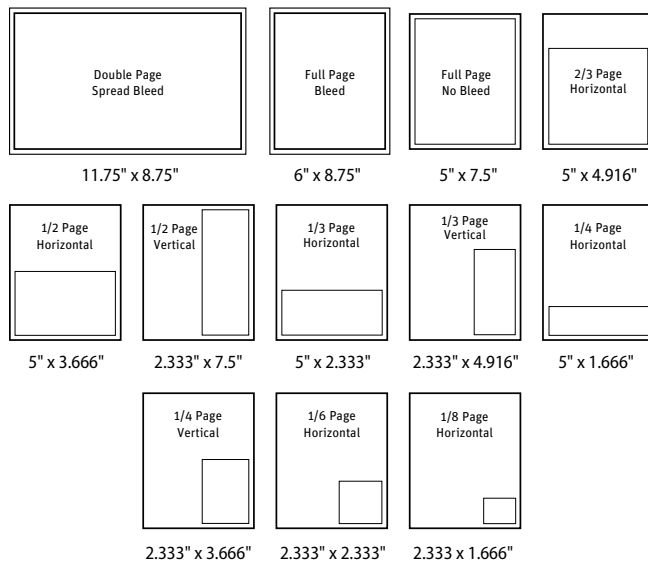 Double Page
Spread Bleed
11.75" x 8.75"
Full Page
Bleed
6" x 8.75"
Full Page
No Bleed
5" x 7.5"
2/3 Page
Horizontal
5" x 4.916"
1/2 Page
Horizontal
5" x 3.666"
1/2 Page
Vertical
2.333" x 7.5"
1/3 Page
Horizontal
5" x 2.333"
1/3 Page
Vertical
2.333" x 4.916"
1/4 Page
Horizontal
5" x 1.666"
1/4 Page
Vertical
2.333" x 3.666"
1/6 Page
Horizontal
2.333" x 2.333"
1/8 Page
Horizontal
2.333 x 1.666"